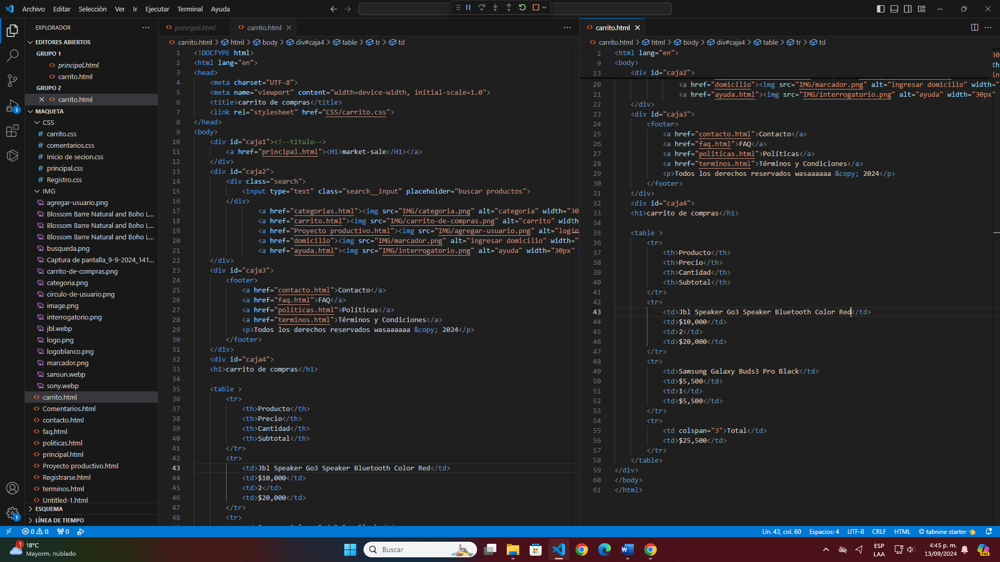 Archivo Editar Selección Ver Ir Ejecutar Terminal Ayuda
EXPLORADOR
EDITORES ABIERTOS
GRUPO 1
principal.html
carrito.html
GRUPO 2
carrito.html
MAQUETA
CSS
# carrito.css
# comentarios.css
# Inicio de secion.css
# principal.css
# Registro.css
IMG
agregar-usuario.png
Blossom Barre Natural and Boho L...
Blossom Barre Natural and Boho L...
Blossom Barre Natural and Boho L...
busqueda.png
Captura de pantalla_9-9-2024_141...
carrito-de-compras.png
categoria.png
circulo-de-usuario.png
image.png
interrogatorio.png
jbl.webp
logo.png
logoblanco.png
marcador.png
sansun.webp
sony.webp
carrito.html
Comentarios.html
contacto.html
faq.html
politicas.html
principal.html
Proyecto productivo.html
Registrarse.html
terminos.html
Untitled-1.html
ESQUEMA
LÍNEA DE TIEMPO
principal.html carrito.html
carrito.html > html > body > div#caja4 > table > tr > td
1 <!DOCTYPE html>
2 <html lang="en">
3 <head>
4 <meta charset="UTF-8">
5 <meta name="viewport" content="width=device-width, initial-scale=1.0">
6 <title>carrito de compras</title>
7 <link rel="stylesheet" href="CSS/carrito.css">
8 </head>
9 <body>
10 <div id="caja1"><!--titulo-->
11 <a href="principal.html"><H1>market-sale</H1></a>
12 </div>
13 <div id="caja2">
14 <div class="search">
15 <input type="text" class="search__input" placeholder="buscar productos">
16 </div>
17 <a href="categorias.html"><img src="IMG/categoria.png" alt="categoria" width="30
18 <a href="carrito.html"><img src="IMG/carrito-de-compras.png" alt="carrito" width
19 <a href="Proyecto productivo.html"><img src="IMG/agregar-usuario.png" alt="login
20 <a href="domicilio"><img src="IMG/marcador.png" alt="ingresar domicilio" width="
21 <a href="ayuda.html"><img src="IMG/interrogatorio.png" alt="ayuda" width="30px"
22 </div>
23 <div id="caja3">
24 <footer>
25 <a href="contacto.html">Contacto</a>
26 <a href="faq.html">FAQ</a>
27 <a href="politicas.html">Políticas</a>
28 <a href="terminos.html">Términos y Condiciones</a>
29 <p>Todos los derechos reservados wasaaaaaa &copy; 2024</p>
30 </footer>
31 </div>
32 <div id="caja4">
33 <h1>carrito de compras</h1>
34
35 <table >
36 <tr>
37 <th>Producto</th>
38 <th>Precio</th>
39 <th>Cantidad</th>
40 <th>Subtotal</th>
41 </tr>
42 <tr>
43 <td>Jbl Speaker Go3 Speaker Bluetooth Color Red</td>
44 <td>$10,000</td>
45 <td>2</td>
46 <td>$20,000</td>
47 </tr>
48 <tr>
carrito.html
carrito.html > html > body > div#caja4 > table > tr > td
2 <html lang="en">
9 <body>
13 <div id="caja2">
20 <a href="domicilio"><img src="IMG/marcador.png" alt="ingresar domicilio" width="
21 <a href="ayuda.html"><img src="IMG/interrogatorio.png" alt="ayuda" width="30px"
22 </div>
23 <div id="caja3">
24 <footer>
25 <a href="contacto.html">Contacto</a>
26 <a href="faq.html">FAQ</a>
27 <a href="politicas.html">Políticas</a>
28 <a href="terminos.html">Términos y Condiciones</a>
29 <p>Todos los derechos reservados wasaaaaaa &copy; 2024</p>
30 </footer>
31 </div>
32 <div id="caja4">
33 <h1>carrito de compras</h1>
34
35 <table >
36 <tr>
37 <th>Producto</th>
38 <th>Precio</th>
39 <th>Cantidad</th>
40 <th>Subtotal</th>
41 </tr>
42 <tr>
43 <td>Jbl Speaker Go3 Speaker Bluetooth Color Red</td>
44 <td>$10,000</td>
45 <td>2</td>
46 <td>$20,000</td>
47 </tr>
48 <tr>
49 <td>Samsung Galaxy Buds3 Pro Black</td>
50 <td>$5,500</td>
51 <td>1</td>
52 <td>$5,500</td>
53 </tr>
54 <tr>
55 <td colspan="3">Total</td>
56 <td>$25,500</td>
57 </tr>
58 </table>
59 </div>
60 </body>
61 </html>
0 0 0 Lín. 43, col. 60 Espacios: 4 UTF-8 CRLF HTML tabnine starter
1 18°C
Mayorm. nublado
Buscar
ESP
LAA
4:45 p. m.
13/09/2024